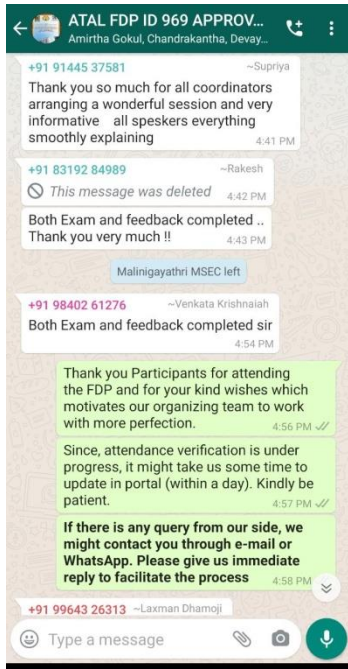 ATAL FDP ID 969 APPROV...
Amirtha Gokul, Chandrakantha, Devay...
+91 91445 37581 ~Supriya
Thank you so much for all coordinators
arranging a wonderful session and very
informative all speskers everything
smoothly explaining 4:41 PM
+91 83192 84989 ~Rakesh
This message was deleted 4:42 PM
Both Exam and feedback completed ..
Thank you very much !! 4:43 PM
Malinigayathri MSEC left
+91 98402 61276 ~Venkata Krishnaiah
Both Exam and feedback completed sir
4:54 PM
Thank you Participants for attending
the FDP and for your kind wishes which
motivates our organizing team to work
with more perfection. 4:56 PM
Since, attendance verification is under
progress, it might take us some time to
update in portal (within a day). Kindly be
patient. 4:57 PM
If there is any query from our side, we
might contact you through e-mail or
WhatsApp. Please give us immediate
reply to facilitate the process 4:58 PM
+91 99643 26313 ~Laxman Dhamoji
Type a message